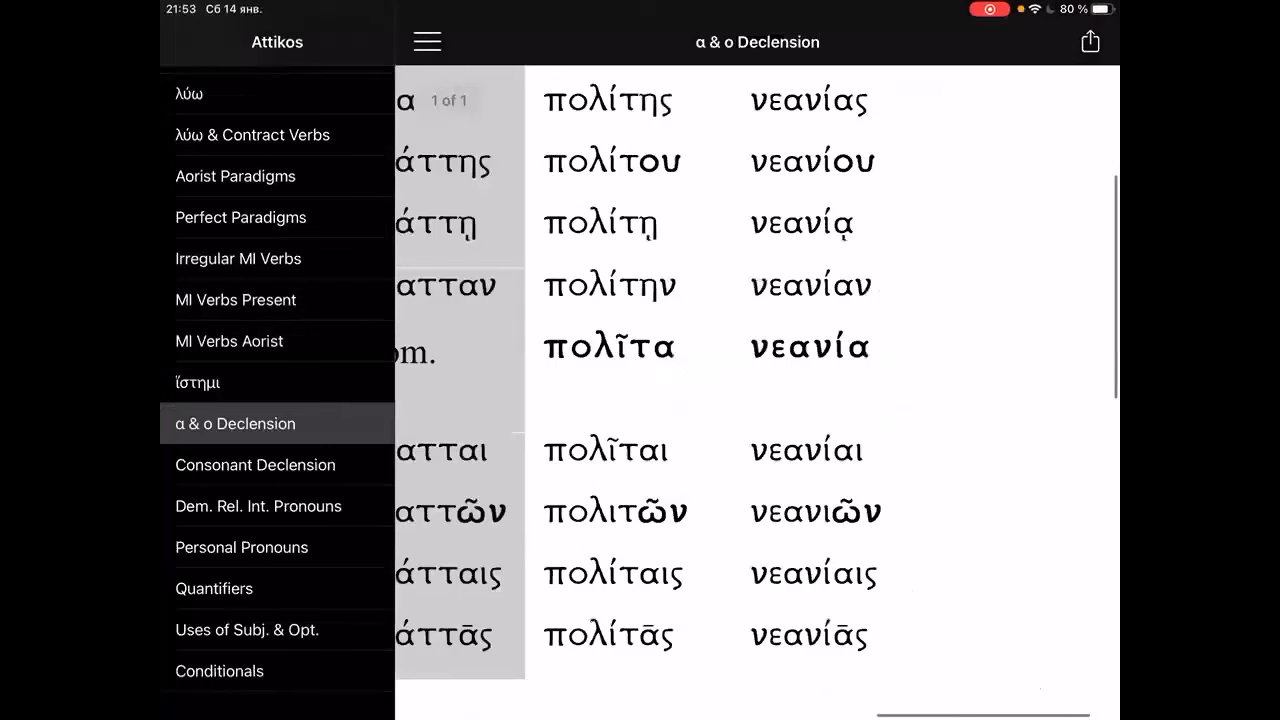 21:53 Сб 14 янв. 80 %
Attikos
λύω
λύω & Contract Verbs
Aorist Paradigms
Perfect Paradigms
Irregular MI Verbs
MI Verbs Present
MI Verbs Aorist
ἵστημι
α & ο Declension
Consonant Declension
Dem. Rel. Int. Pronouns
Personal Pronouns
Quantifiers
Uses of Subj. & Opt.
Conditionals
α & ο Declension
α 1 of 1 πολίτης νεανίας
άττης πολίτου νεανίου
άττῃ πολίτῃ νεανίᾳ
ατταν πολίτην νεανίαν
om. πολῖτα νεανία
ατται πολῖται νεανίαι
αττῶν πολιτῶν νεανιῶν
άτταις πολίταις νεανίαις
άττᾱς πολίτᾱς νεανίᾱς